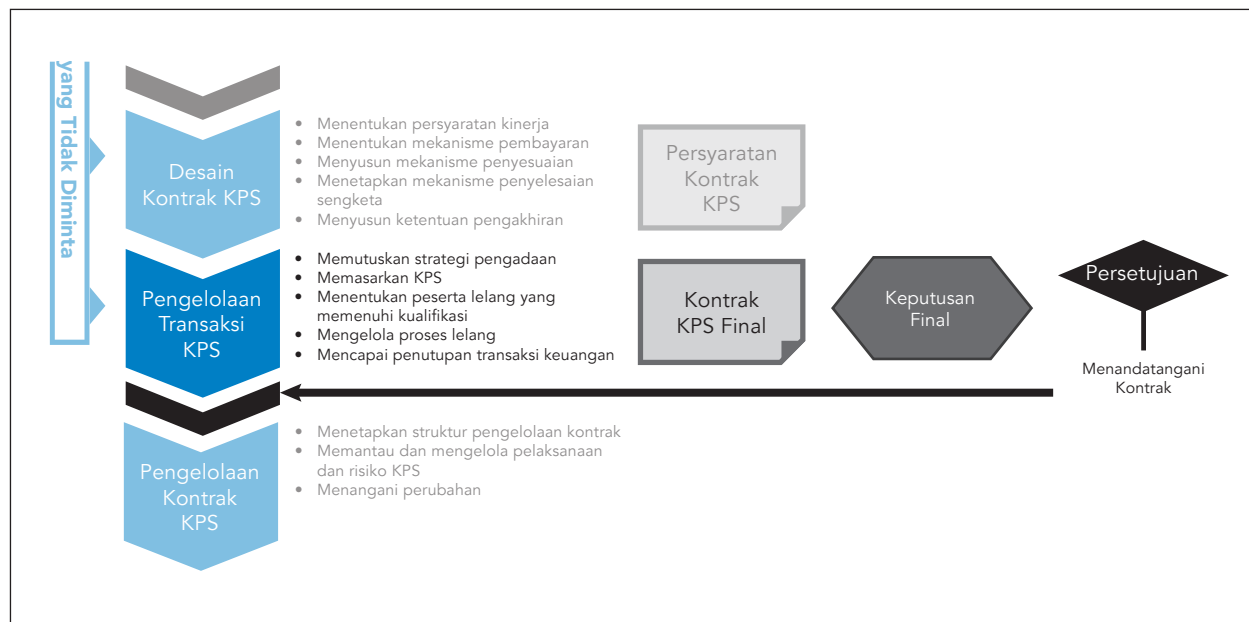 yang Tidak Diminta
Desain
Kontrak KPS
• Menentukan persyaratan kinerja
• Menentukan mekanisme pembayaran
• Menyusun mekanisme penyesuaian
• Menetapkan mekanisme penyelesaian
sengketa
• Menyusun ketentuan pengakhiran
Persyaratan
Kontrak
KPS
Pengelolaan
Transaksi
KPS
• Memutuskan strategi pengadaan
• Memasarkan KPS
• Menentukan peserta lelang yang
memenuhi kualifikasi
• Mengelola proses lelang
• Mencapai penutupan transaksi keuangan
Kontrak
KPS Final
Keputusan
Final
Persetujuan
Menandatangani
Kontrak
Pengelolaan
Kontrak
KPS
• Menetapkan struktur pengelolaan kontrak
• Memantau dan mengelola pelaksanaan
dan risiko KPS
• Menangani perubahan